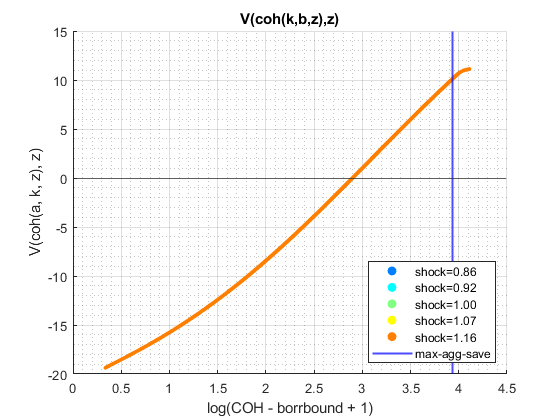 V(coh(k,b,z),z)
15
10
5
0
-5
-10
-15
-20
V(coh(a, k, z), z)
shock=0.86
shock=0.92
shock=1.00
shock=1.07
shock=1.16
max-agg-save
0 0.5 1 1.5 2 2.5 3 3.5 4 4.5
log(COH - borrbound + 1)